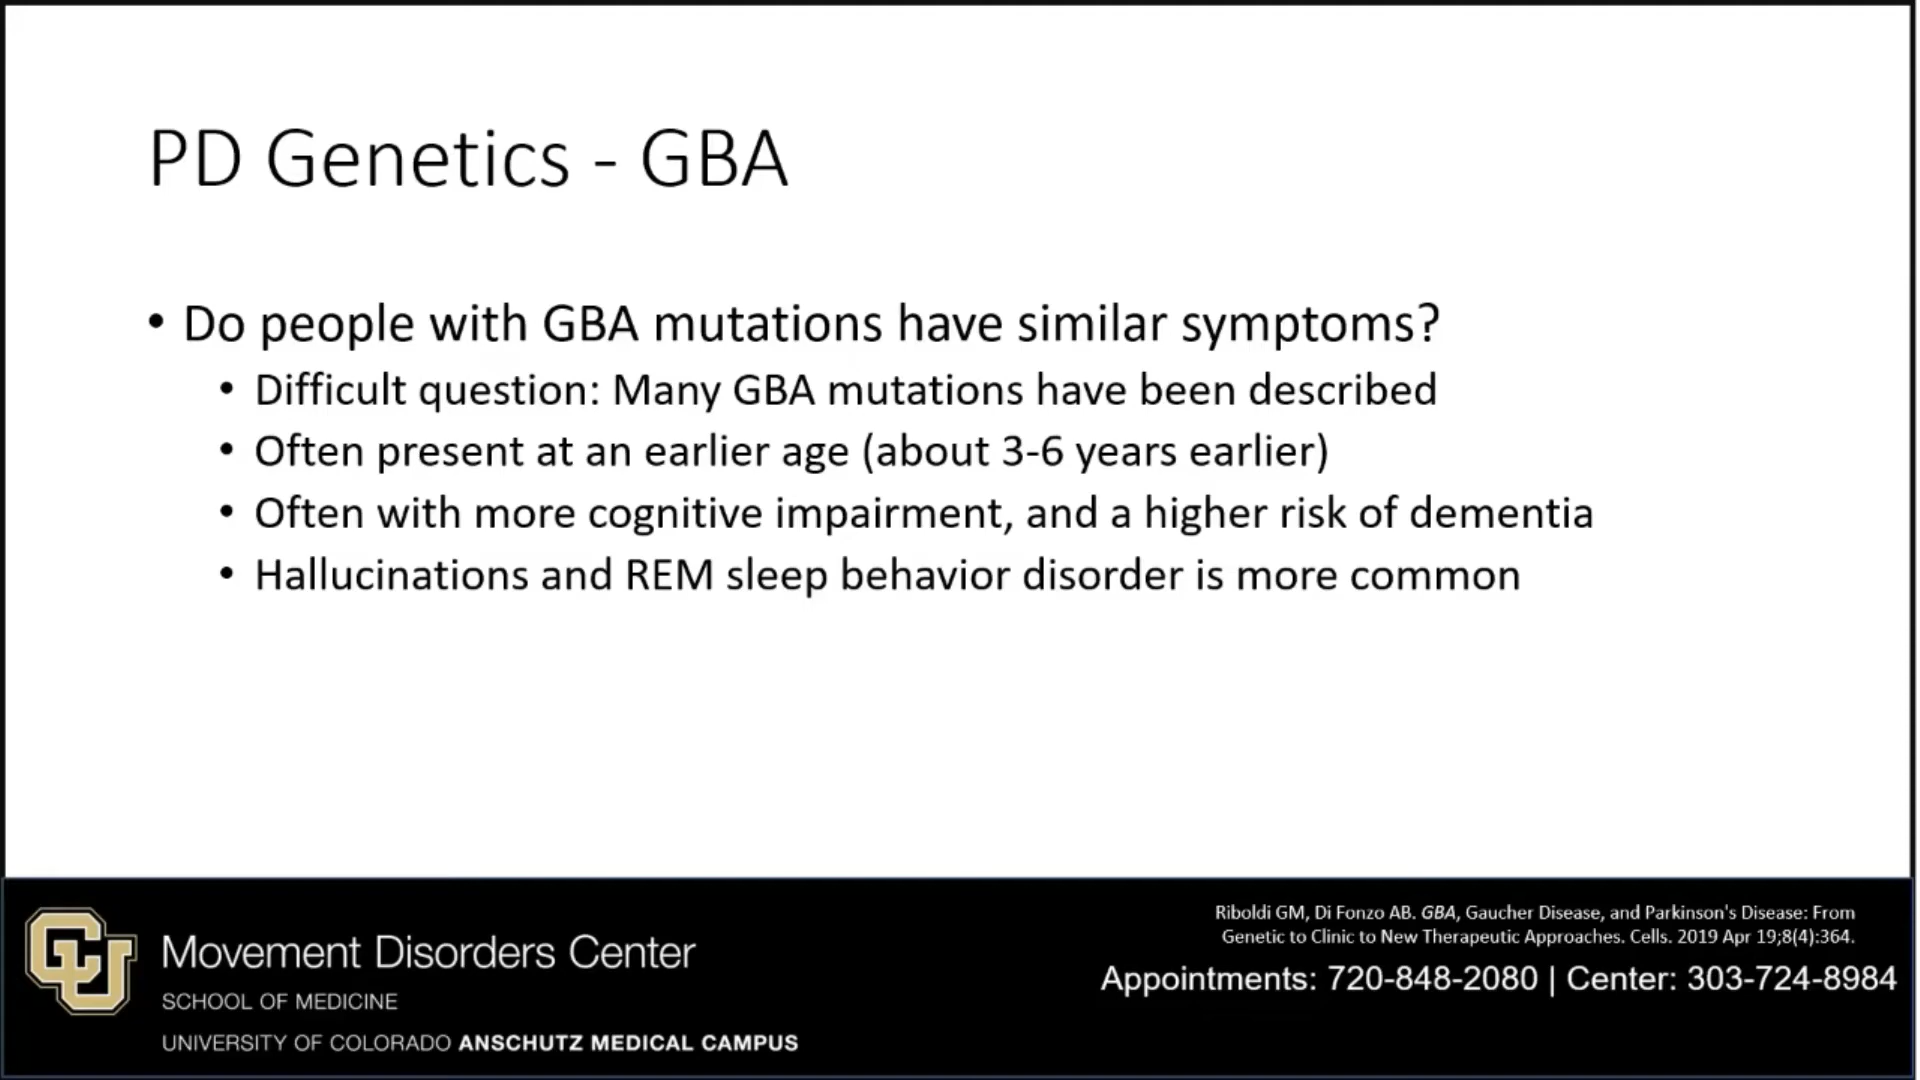 PD Genetics - GBA
• Do people with GBA mutations have similar symptoms?
• Difficult question: Many GBA mutations have been described
• Often present at an earlier age (about 3-6 years earlier)
• Often with more cognitive impairment, and a higher risk of dementia
• Hallucinations and REM sleep behavior disorder is more common
CU
Movement Disorders Center
SCHOOL OF MEDICINE
UNIVERSITY OF COLORADO ANSCHUTZ MEDICAL CAMPUS
Riboldi GM, Di Fonzo AB. GBA, Gaucher Disease, and Parkinson's Disease: From
Genetic to Clinic to New Therapeutic Approaches. Cells. 2019 Apr 19;8(4):364.
Appointments: 720-848-2080 | Center: 303-724-8984